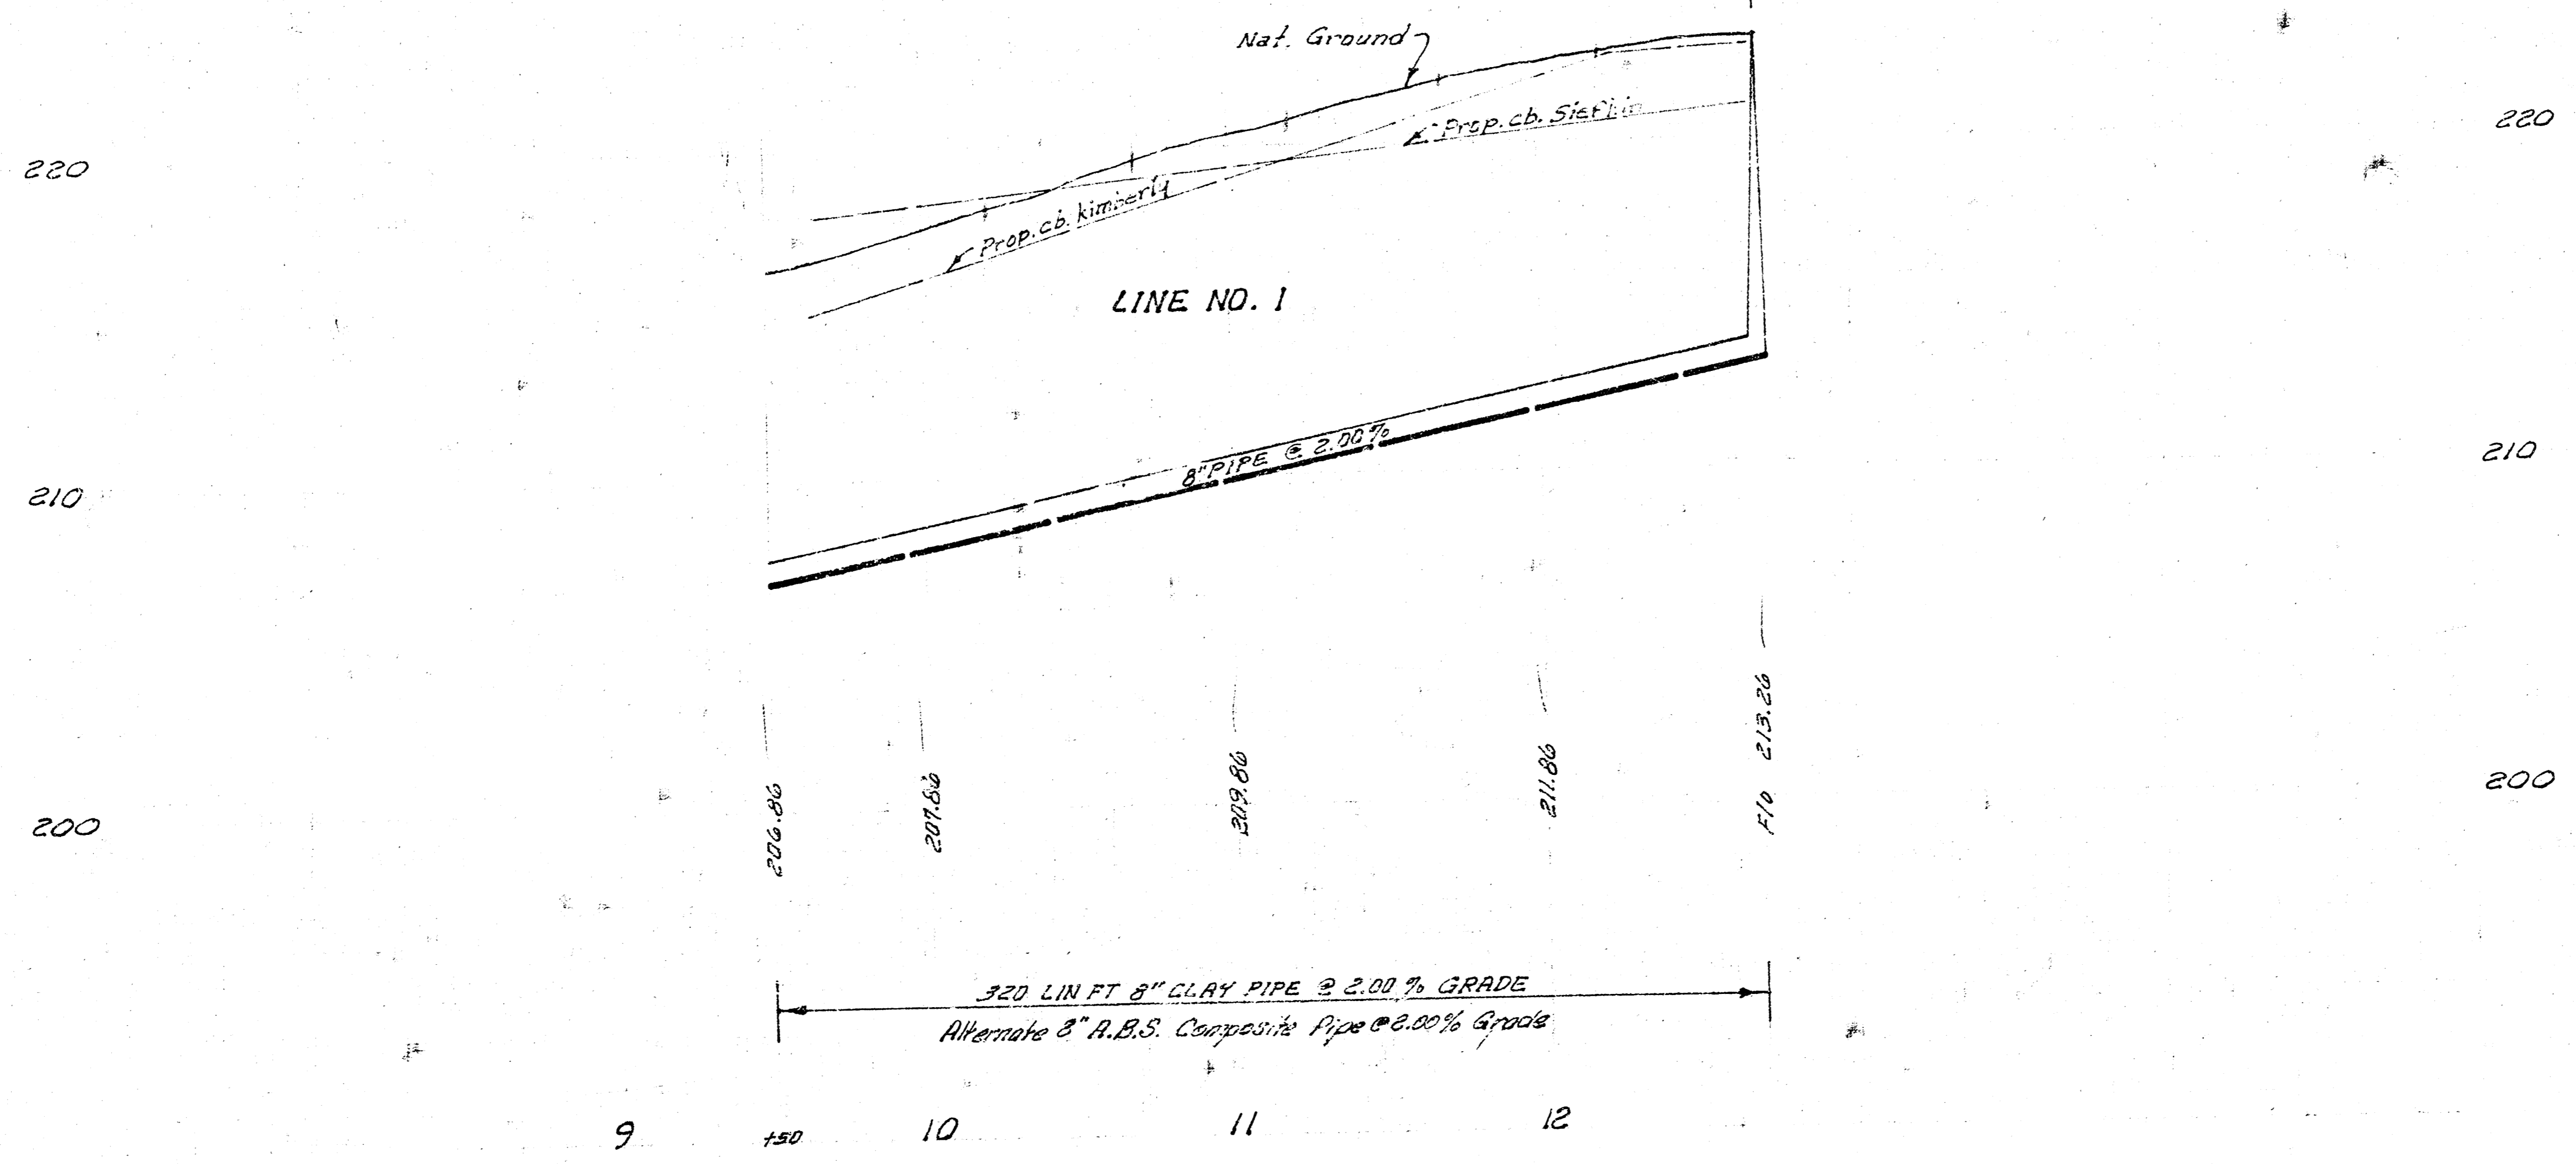 Nat. Ground
220
220
Prop. cb.
Prop. cb. kimberly
LINE NO. 1
210
210
8" PIPE @ 2.00%
200
200
206.86
207.86
209.86
211.86
F/O 213.26
320 LIN FT 8" CLAY PIPE @ 2.00 % GRADE
Alternate 8" A.B.S. Composite Pipe @ 2.00% Grade
9 +50 10 11 12